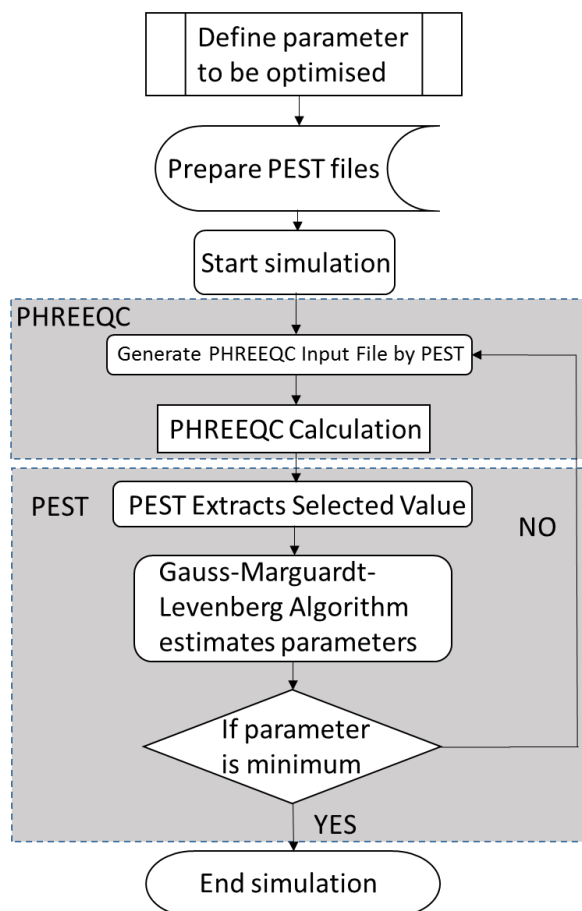 Define parameter
to be optimised
Prepare PEST files
Start simulation
PHREEQC
Generate PHREEQC Input File by PEST
PHREEQC Calculation
PEST
PEST Extracts Selected Value
NO
Gauss-Marguardt-
Levenberg Algorithm
estimates parameters
If parameter
is minimum
YES
End simulation